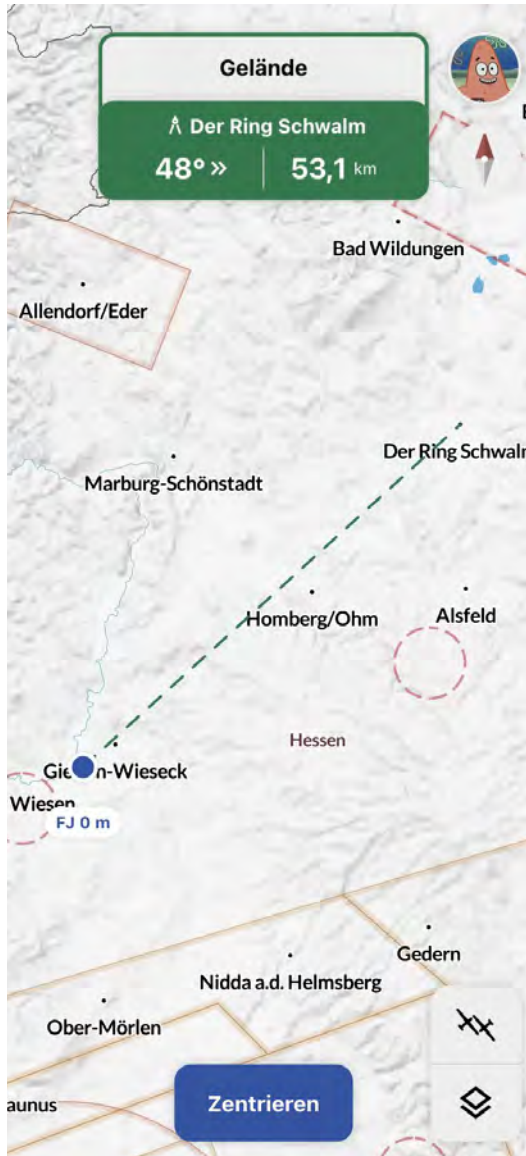 Gelände
Der Ring Schwalm
48° » 53,1 km
Bad Wildungen
Allendorf/Eder
Der Ring Schwalm
Marburg-Schönstadt
Homberg/Ohm
Alsfeld
Hessen
n-Wieseck
Wiesen
FJ 0 m
Gedern
Nidda a.d. Helmsberg
Ober-Mörlen
aunus
Zentrieren